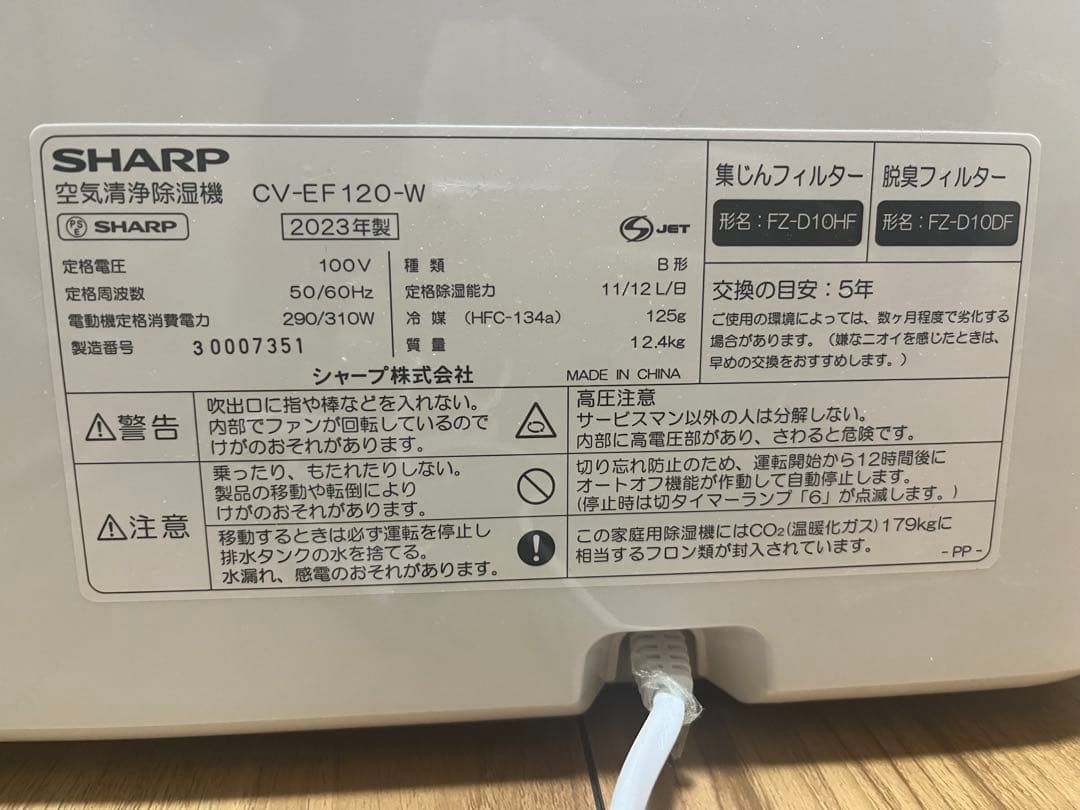 SHARP
空気清浄除湿機 CV-EF120-W
PSE SHARP
2023年製
JET
定格電圧 100V
定格周波数 50/60Hz
電動機定格消費電力 290/310W
製造番号 30007351
種類 B形
定格除湿能力 11/12L/日
冷媒 (HFC-134a) 125g
質量 12.4kg
シャープ株式会社 MADE IN CHINA
集じんフィルター
形名:FZ-D10HF
脱臭フィルター
形名:FZ-D10DF
交換の目安:5年
ご使用の環境によっては、数ヶ月程度で劣化する
場合があります。(嫌なニオイを感じたときは、
早めの交換をおすすめします。)
警告
吹出口に指や棒などを入れない。
内部でファンが回転しているので
けがのおそれがあります。
高圧注意
サービスマン以外の人は分解しない。
内部に高電圧部があり、さわると危険です。
注意
乗ったり、もたれたりしない。
製品の移動や転倒により
けがのおそれがあります。
移動するときは必ず運転を停止し
排水タンクの水を捨てる。
水漏れ、感電のおそれがあります。
切り忘れ防止のため、運転開始から12時間後に
オートオフ機能が作動して自動停止します。
(停止時は切タイマーランプ「6」が点滅します。)
この家庭用除湿機にはCO₂(温暖化ガス)179kgに
相当するフロン類が封入されています。
-PP-